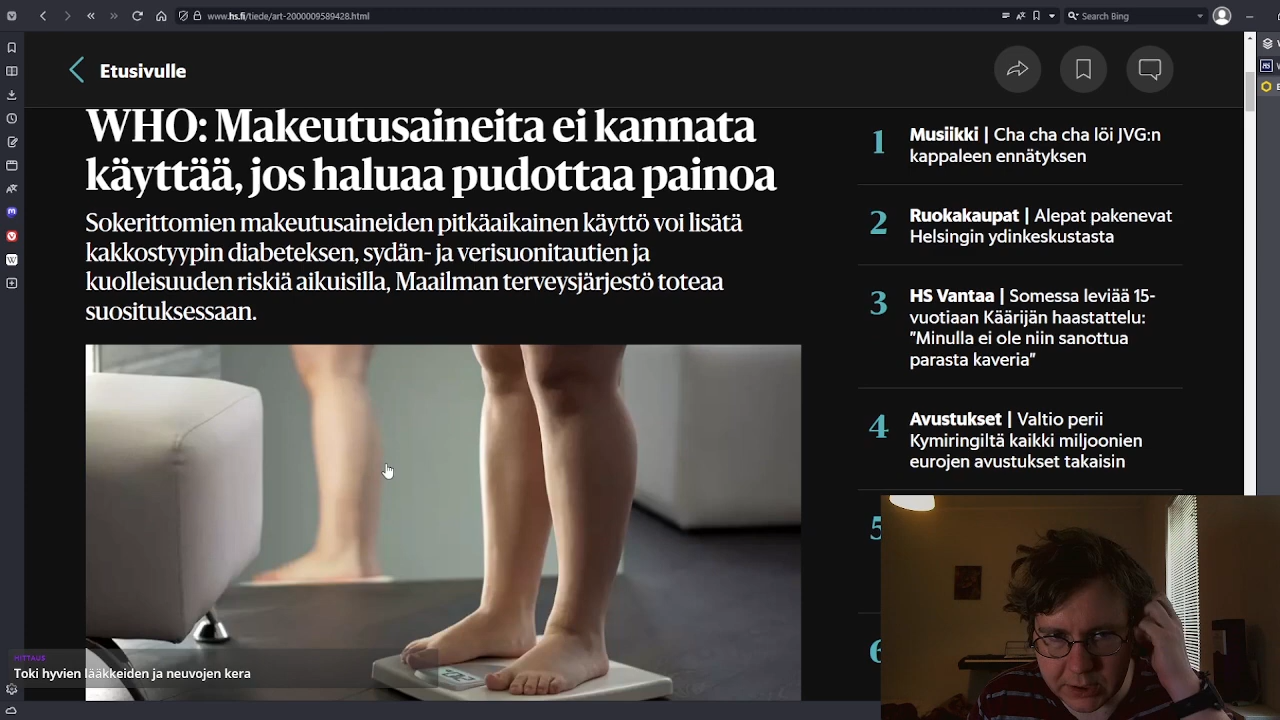 www.hs.fi/tiede/art-2000009589428.html
Search Bing
Etusivulle
WHO: Makeutusaineita ei kannata
käyttää, jos haluaa pudottaa painoa
Sokerittomien makeutusaineiden pitkäaikainen käyttö voi lisätä
kakkostyypin diabeteksen, sydän- ja verisuonitautien ja
kuolleisuuden riskiä aikuisilla, Maailman terveysjärjestö toteaa
suosituksessaan.
1 Musiikki | Cha cha cha löi JVG:n
kappaleen ennätyksen
2 Ruokakaupat | Alepat pakenevat
Helsingin ydinkeskustasta
3 HS Vantaa | Somessa leviää 15-
vuotiaan Käärijän haastattelu:
”Minulla ei ole niin sanottua
parasta kaveria”
4 Avustukset | Valtio perii
Kymiringiltä kaikki miljoonien
eurojen avustukset takaisin
5
6
HITTAUS
Toki hyvien lääkkeiden ja neuvojen kera